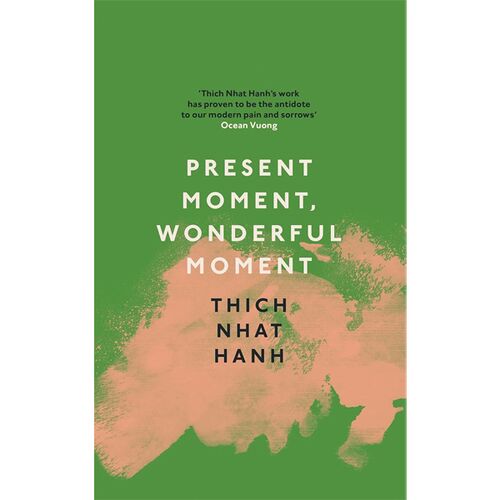 ‘Thich Nhat Hanh’s work
has proven to be the antidote
to our modern pain and sorrows’
Ocean Vuong
PRESENT
MOMENT,
WONDERFUL
MOMENT
THICH
NHAT
HANH